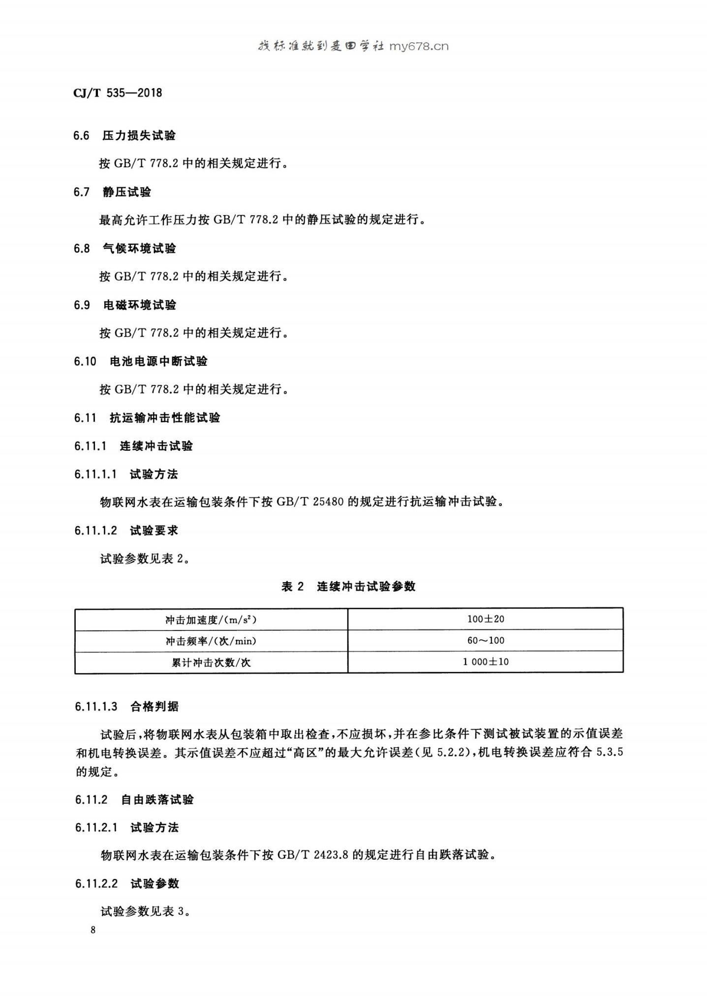 找标准就到麦田学社 my678.cn
CJ/T 535—2018
6.6 压力损失试验
按 GB/T 778.2 中的相关规定进行。
6.7 静压试验
最高允许工作压力按 GB/T 778.2 中的静压试验的规定进行。
6.8 气候环境试验
按 GB/T 778.2 中的相关规定进行。
6.9 电磁环境试验
按 GB/T 778.2 中的相关规定进行。
6.10 电池电源中断试验
按 GB/T 778.2 中的相关规定进行。
6.11 抗运输冲击性能试验
6.11.1 连续冲击试验
6.11.1.1 试验方法
物联网水表在运输包装条件下按 GB/T 25480 的规定进行抗运输冲击试验。
6.11.1.2 试验要求
试验参数见表 2。
表 2 连续冲击试验参数
冲击加速度/(m/s²) 100±20
冲击频率/(次/min) 60～100
累计冲击次数/次 1 000±10
6.11.1.3 合格判据
试验后,将物联网水表从包装箱中取出检查,不应损坏,并在参比条件下测试被试装置的示值误差
和机电转换误差。其示值误差不应超过“高区”的最大允许误差(见 5.2.2),机电转换误差应符合 5.3.5
的规定。
6.11.2 自由跌落试验
6.11.2.1 试验方法
物联网水表在运输包装条件下按 GB/T 2423.8 的规定进行自由跌落试验。
6.11.2.2 试验参数
试验参数见表 3。
8